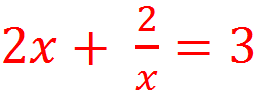 2x + 2/x = 3